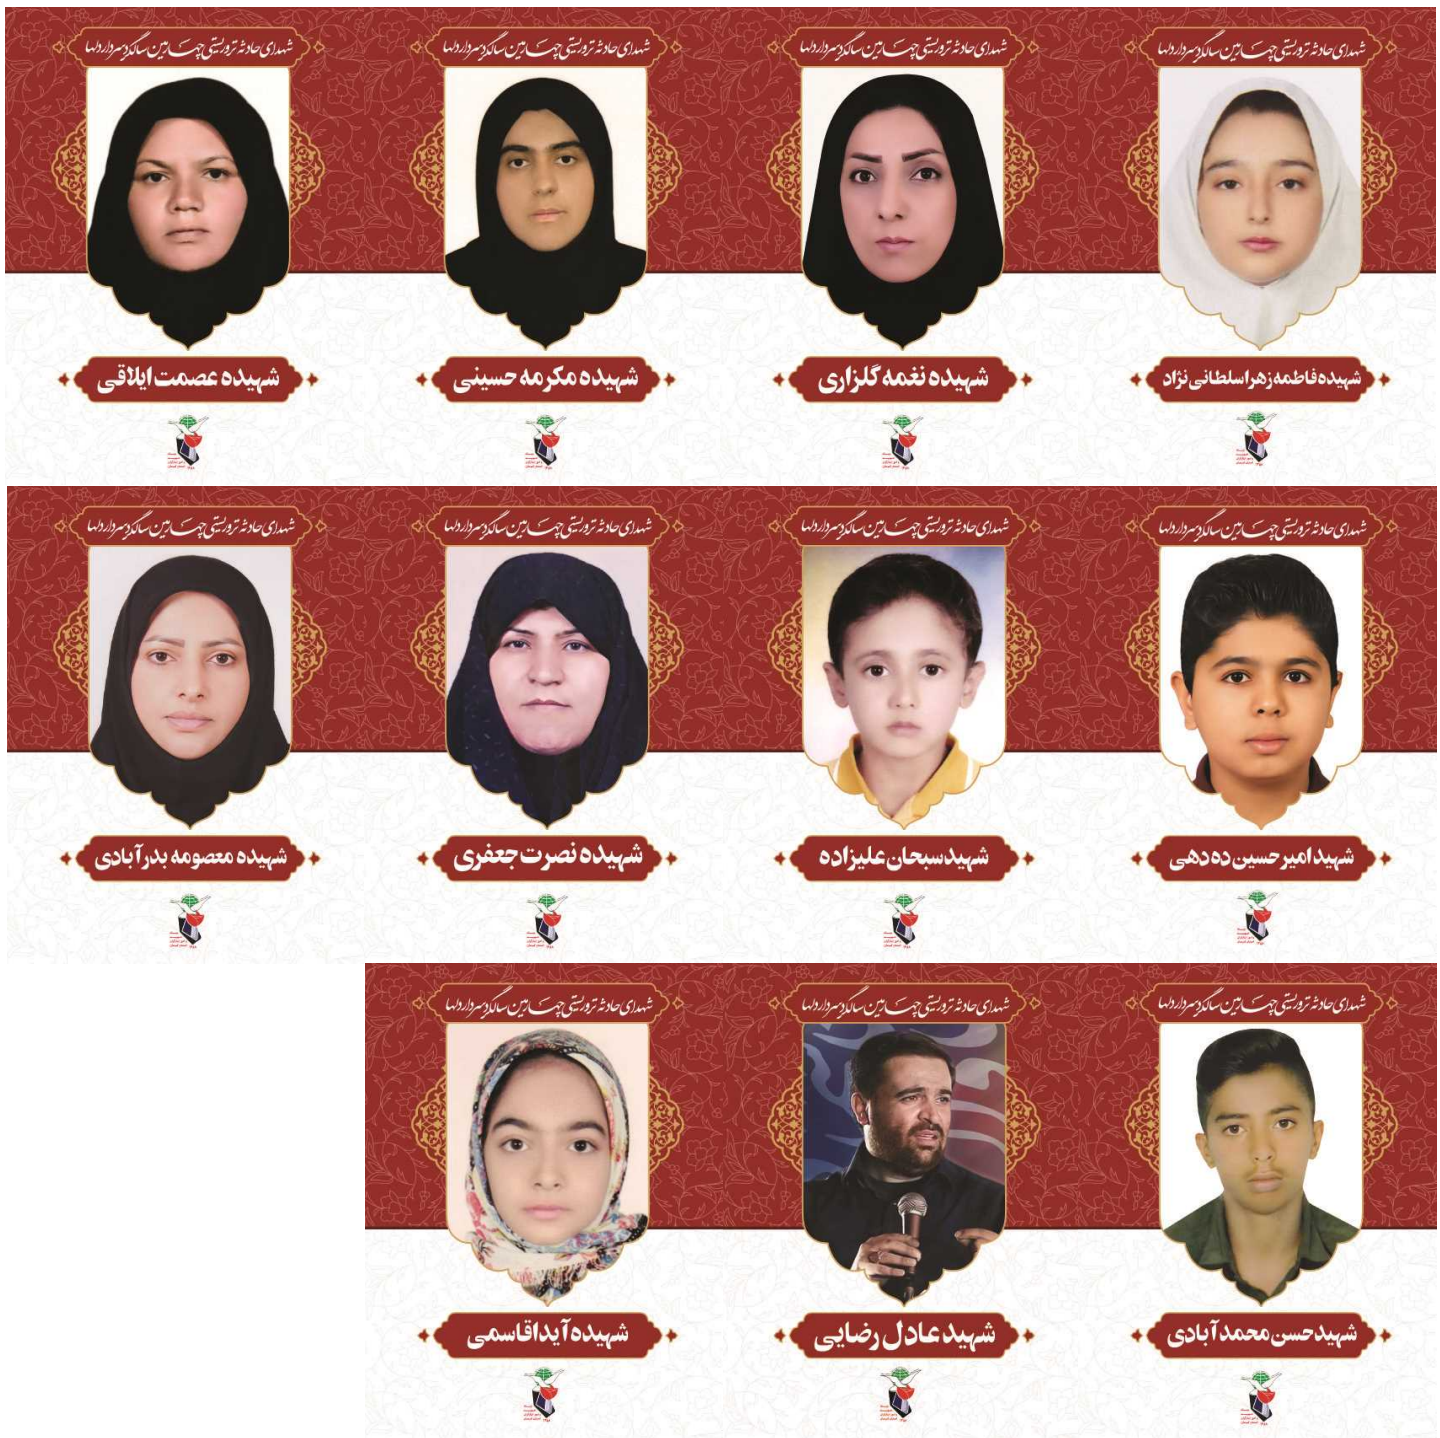 شهدای حادثه تروریستی چهارمین سالگرد سردار دلها
شهیده فاطمه زهرا سلطانی نژاد
شهدای حادثه تروریستی چهارمین سالگرد سردار دلها
شهیده نغمه گلزاری
شهدای حادثه تروریستی چهارمین سالگرد سردار دلها
شهیده مکرمه حسینی
شهدای حادثه تروریستی چهارمین سالگرد سردار دلها
شهیده عصمت ایلاقی
شهدای حادثه تروریستی چهارمین سالگرد سردار دلها
شهید امیرحسین ده دهی
شهدای حادثه تروریستی چهارمین سالگرد سردار دلها
شهید سبحان علیزاده
شهدای حادثه تروریستی چهارمین سالگرد سردار دلها
شهیده نصرت جعفری
شهدای حادثه تروریستی چهارمین سالگرد سردار دلها
شهیده معصومه بدرآبادی
شهدای حادثه تروریستی چهارمین سالگرد سردار دلها
شهید حسن محمدآبادی
شهدای حادثه تروریستی چهارمین سالگرد سردار دلها
شهید عادل رضایی
شهدای حادثه تروریستی چهارمین سالگرد سردار دلها
شهیده آیدا قاسمی